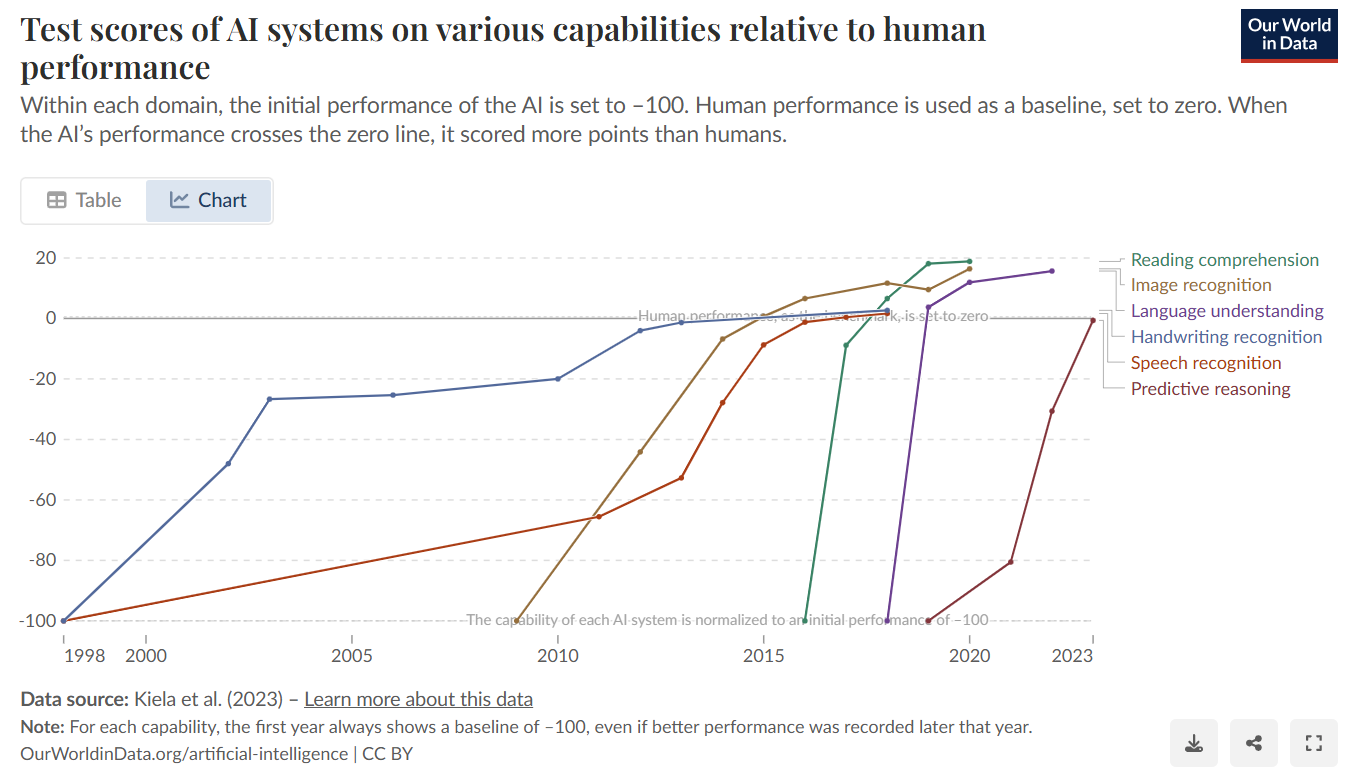 Test scores of AI systems on various capabilities relative to human
performance
Our World
in Data
Within each domain, the initial performance of the AI is set to −100. Human performance is used as a baseline, set to zero. When
the AI's performance crosses the zero line, it scored more points than humans.
Table
Chart
20
0
-20
-40
-60
-80
-100
Human performance, as the benchmark, is set to zero
The capability of each AI system is normalized to an initial performance of −100
Reading comprehension
Image recognition
Language understanding
Handwriting recognition
Speech recognition
Predictive reasoning
1998 2000 2005 2010 2015 2020 2023
Data source: Kiela et al. (2023) – Learn more about this data
Note: For each capability, the first year always shows a baseline of −100, even if better performance was recorded later that year.
OurWorldinData.org/artificial-intelligence | CC BY